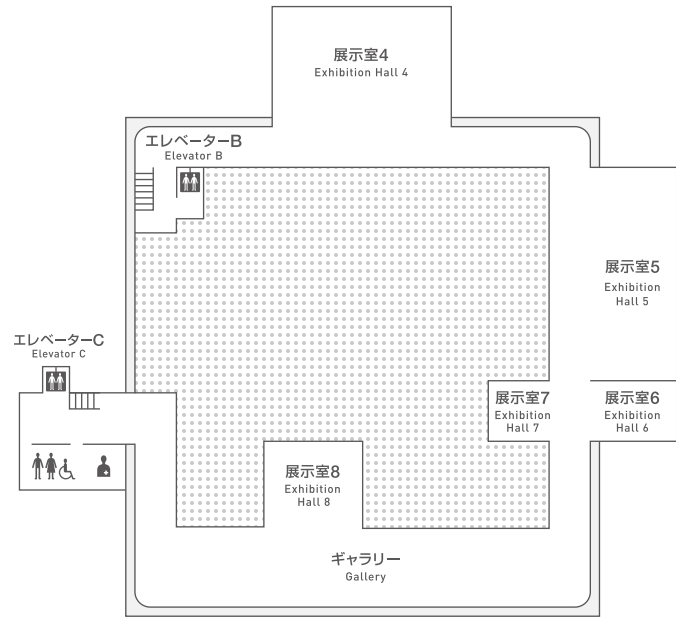 展示室4
Exhibition Hall 4
エレベーターB
Elevator B
展示室5
Exhibition
Hall 5
エレベーターC
Elevator C
展示室7
Exhibition
Hall 7
展示室6
Exhibition
Hall 6
展示室8
Exhibition
Hall 8
ギャラリー
Gallery